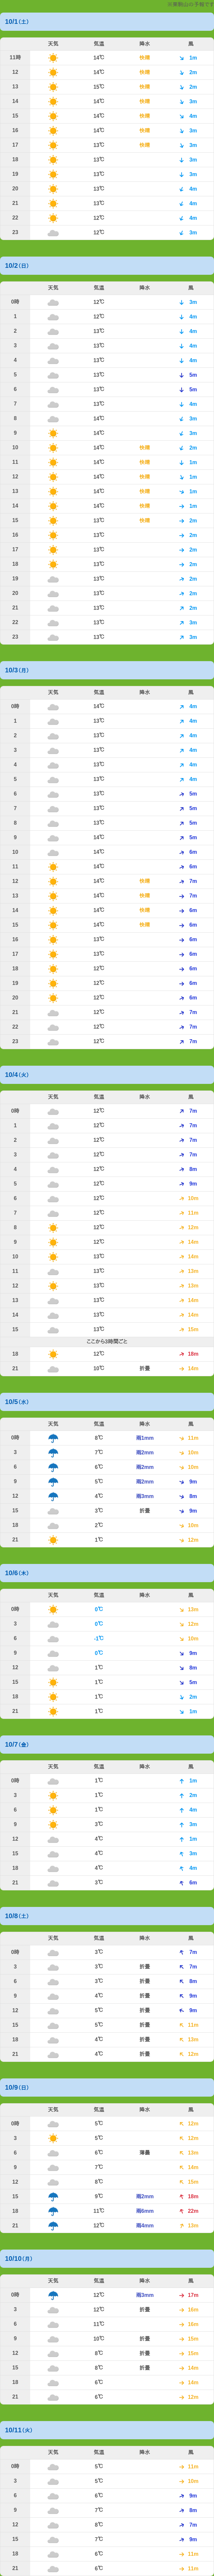 ※東駒山の予報です
10/1(土)
天気 気温 降水 風
11時 14℃ 快晴 1m
12 14℃ 快晴 2m
13 15℃ 快晴 2m
14 14℃ 快晴 3m
15 14℃ 快晴 4m
16 14℃ 快晴 3m
17 13℃ 快晴 3m
18 13℃ 3m
19 13℃ 3m
20 13℃ 4m
21 13℃ 4m
22 12℃ 4m
23 12℃ 3m
10/2(日)
天気 気温 降水 風
0時 12℃ 3m
1 12℃ 4m
2 13℃ 4m
3 13℃ 4m
4 13℃ 4m
5 13℃ 5m
6 13℃ 5m
7 13℃ 4m
8 14℃ 3m
9 14℃ 3m
10 14℃ 快晴 2m
11 14℃ 快晴 1m
12 14℃ 快晴 1m
13 14℃ 快晴 1m
14 14℃ 快晴 1m
15 13℃ 快晴 2m
16 13℃ 2m
17 13℃ 2m
18 13℃ 2m
19 13℃ 2m
20 13℃ 2m
21 13℃ 2m
22 13℃ 3m
23 13℃ 3m
10/3(月)
天気 気温 降水 風
0時 14℃ 4m
1 13℃ 4m
2 13℃ 4m
3 13℃ 4m
4 13℃ 4m
5 13℃ 4m
6 13℃ 5m
7 13℃ 5m
8 13℃ 5m
9 14℃ 5m
10 14℃ 6m
11 14℃ 6m
12 14℃ 快晴 7m
13 14℃ 快晴 7m
14 14℃ 快晴 6m
15 14℃ 快晴 6m
16 13℃ 6m
17 13℃ 6m
18 12℃ 6m
19 12℃ 6m
20 12℃ 6m
21 12℃ 7m
22 12℃ 7m
23 12℃ 7m
10/4(火)
天気 気温 降水 風
0時 12℃ 7m
1 12℃ 7m
2 12℃ 7m
3 12℃ 7m
4 12℃ 8m
5 12℃ 9m
6 12℃ 10m
7 12℃ 11m
8 12℃ 12m
9 12℃ 14m
10 13℃ 14m
11 13℃ 13m
12 13℃ 13m
13 13℃ 14m
14 13℃ 14m
15 13℃ 15m
ここから3時間ごと
18 12℃ 18m
21 10℃ 折畳 14m
10/5(水)
天気 気温 降水 風
0時 8℃ 雨1mm 11m
3 7℃ 雨2mm 10m
6 6℃ 雨2mm 10m
9 5℃ 雨2mm 9m
12 4℃ 雨3mm 8m
15 3℃ 折畳 9m
18 2℃ 10m
21 1℃ 12m
10/6(木)
天気 気温 降水 風
0時 0℃ 13m
3 0℃ 12m
6 -1℃ 10m
9 0℃ 9m
12 1℃ 8m
15 1℃ 5m
18 1℃ 2m
21 1℃ 1m
10/7(金)
天気 気温 降水 風
0時 1℃ 1m
3 1℃ 2m
6 1℃ 4m
9 3℃ 3m
12 4℃ 1m
15 4℃ 3m
18 4℃ 4m
21 3℃ 6m
10/8(土)
天気 気温 降水 風
0時 3℃ 7m
3 3℃ 折畳 7m
6 3℃ 折畳 8m
9 4℃ 折畳 9m
12 5℃ 折畳 9m
15 5℃ 折畳 11m
18 4℃ 折畳 13m
21 4℃ 折畳 12m
10/9(日)
天気 気温 降水 風
0時 5℃ 12m
3 5℃ 12m
6 6℃ 薄曇 13m
9 7℃ 14m
12 8℃ 15m
15 9℃ 雨2mm 18m
18 11℃ 雨6mm 22m
21 12℃ 雨4mm 13m
10/10(月)
天気 気温 降水 風
0時 12℃ 雨3mm 17m
3 12℃ 折畳 16m
6 11℃ 16m
9 10℃ 折畳 15m
12 8℃ 折畳 15m
15 8℃ 折畳 14m
18 6℃ 14m
21 6℃ 12m
10/11(火)
天気 気温 降水 風
0時 5℃ 11m
3 5℃ 10m
6 6℃ 9m
9 7℃ 8m
12 8℃ 7m
15 7℃ 9m
18 6℃ 11m
21 6℃ 11m